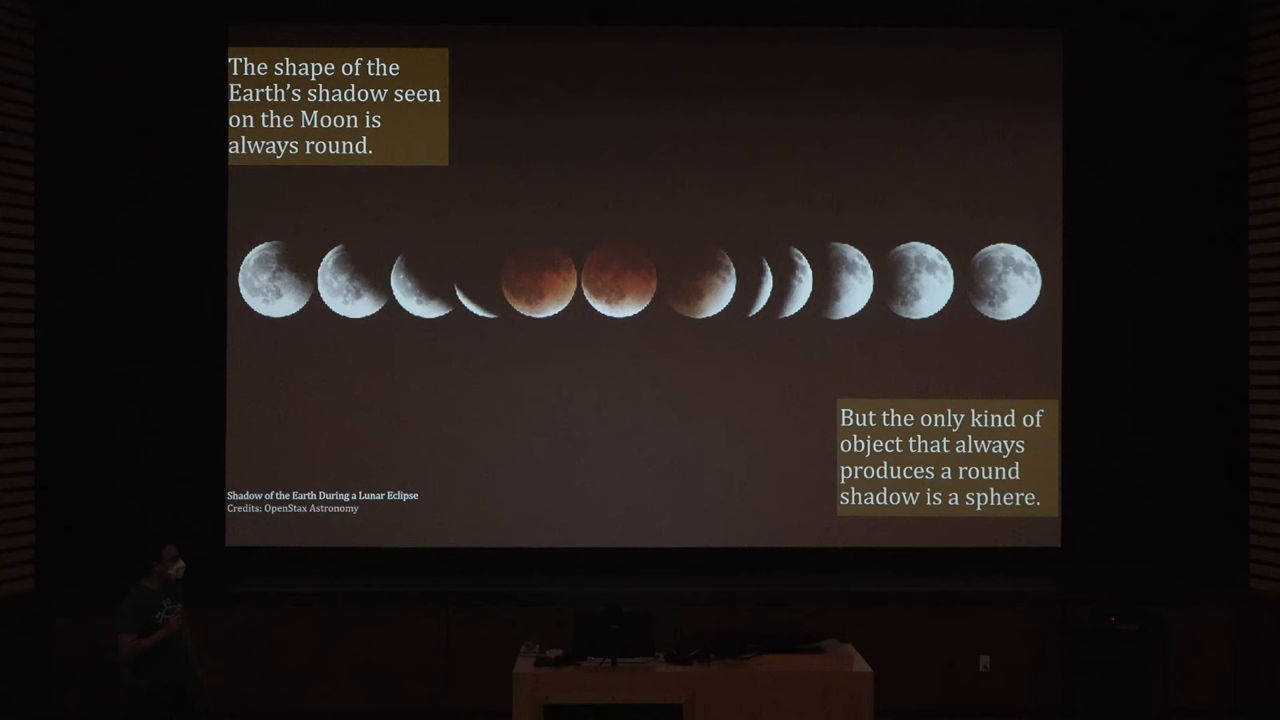 The shape of the
Earth's shadow seen
on the Moon is
always round.
But the only kind of
object that always
produces a round
shadow is a sphere.
Shadow of the Earth During a Lunar Eclipse
Credits: OpenStax Astronomy